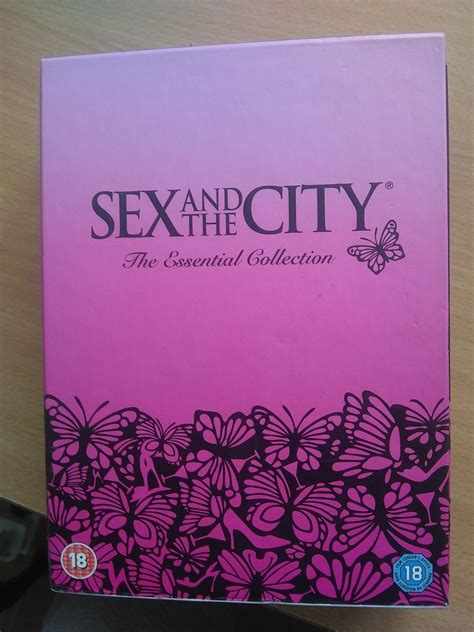 SEX AND THE CITY®
The Essential Collection
18
18